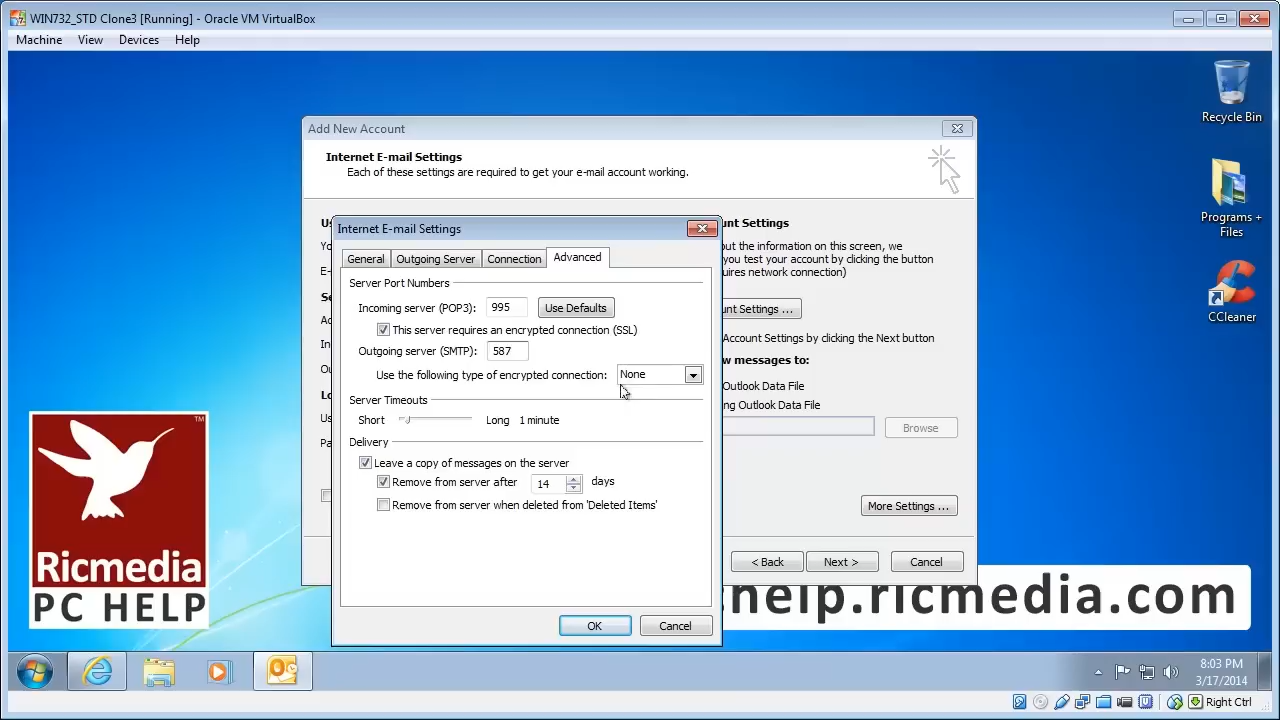 WIN732_STD Clone3 [Running] - Oracle VM VirtualBox
Machine View Devices Help
Recycle Bin
Programs +
Files
CCleaner
Add New Account
Internet E-mail Settings
Each of these settings are required to get your e-mail account working.
Internet E-mail Settings
General Outgoing Server Connection Advanced
Server Port Numbers
Incoming server (POP3): 995 Use Defaults
This server requires an encrypted connection (SSL)
Outgoing server (SMTP): 587
Use the following type of encrypted connection: None
Server Timeouts
Short Long 1 minute
Delivery
Leave a copy of messages on the server
Remove from server after 14 days
Remove from server when deleted from 'Deleted Items'
OK Cancel
unt Settings
out the information on this screen, we
you test your account by clicking the button
uires network connection)
unt Settings ...
Account Settings by clicking the Next button
w messages to:
Outlook Data File
ng Outlook Data File
Browse
More Settings ...
< Back Next > Cancel
TM
Ricmedia
PC HELP
help.ricmedia.com
8:03 PM
3/17/2014
Right Ctrl